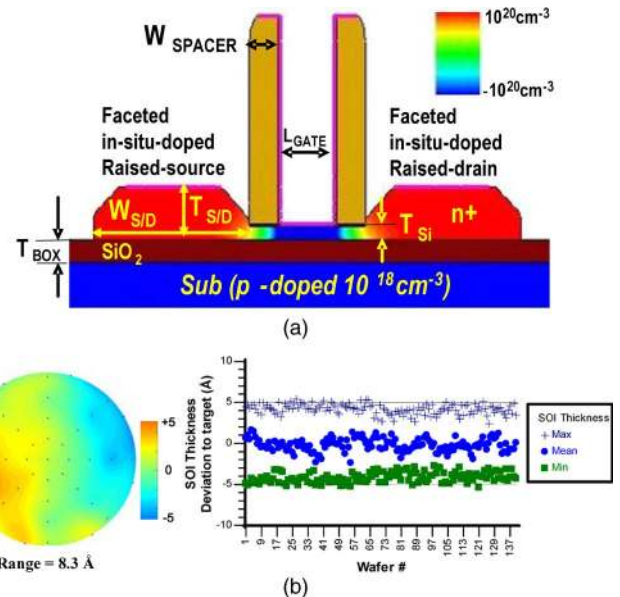 W SPACER
10²⁰cm-³
-10²⁰cm-³
Faceted
in-situ-doped
Raised-source
L GATE
Faceted
in-situ-doped
Raised-drain
W S/D
T S/D
T Si
n+
T BOX
SiO₂
Sub (p -doped 10 ¹⁸cm-³)
(a)
+5
0
-5
Range = 8.3 Å
SOI Thickness
Deviation to target (Å)
10
5
0
-5
-10
1
9
17
25
33
41
49
57
65
73
81
89
97
105
113
121
129
137
Wafer #
SOI Thickness
Max
Mean
Min
(b)